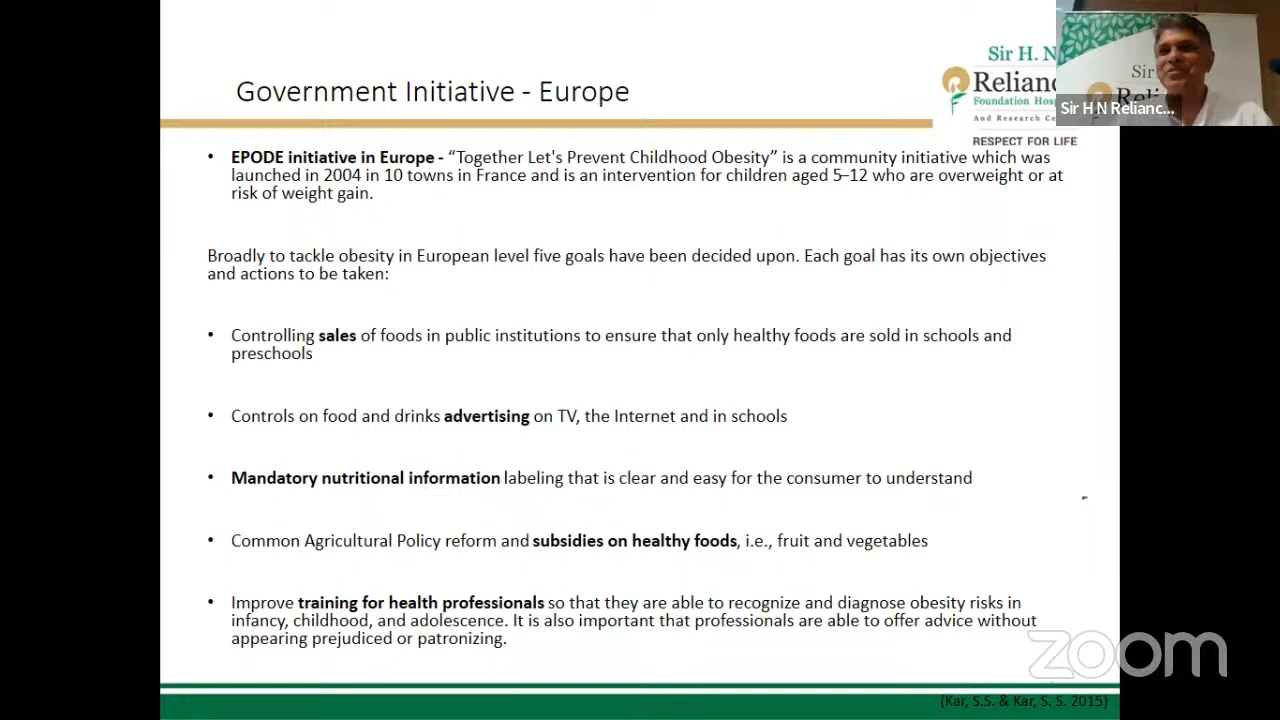 Government Initiative - Europe
Sir H. N
Relianc
Foundation Hosp
And Research Ce
RESPECT FOR LIFE
Sir
Reli
Sir H N Relianc...
• EPODE initiative in Europe - “Together Let's Prevent Childhood Obesity” is a community initiative which was
launched in 2004 in 10 towns in France and is an intervention for children aged 5–12 who are overweight or at
risk of weight gain.
Broadly to tackle obesity in European level five goals have been decided upon. Each goal has its own objectives
and actions to be taken:
• Controlling sales of foods in public institutions to ensure that only healthy foods are sold in schools and
preschools
• Controls on food and drinks advertising on TV, the Internet and in schools
• Mandatory nutritional information labeling that is clear and easy for the consumer to understand
• Common Agricultural Policy reform and subsidies on healthy foods, i.e., fruit and vegetables
• Improve training for health professionals so that they are able to recognize and diagnose obesity risks in
infancy, childhood, and adolescence. It is also important that professionals are able to offer advice without
appearing prejudiced or patronizing.
zoom
(Kar, S.S. & Kar, S. S. 2015)